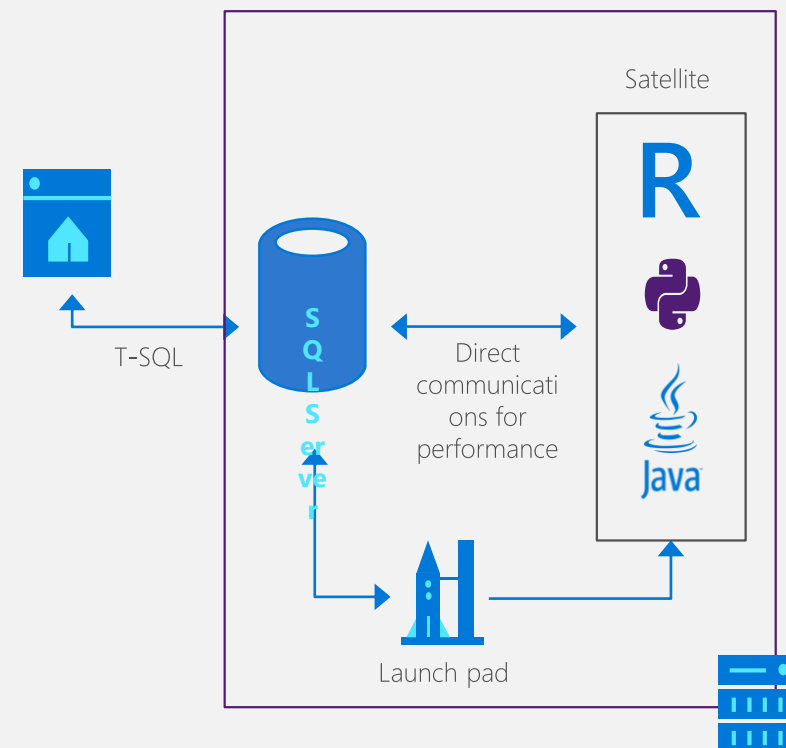 Satellite
R
T-SQL
S
Q
L
S
er
ve
r
Direct
communicati
ons for
performance
Java
Launch pad